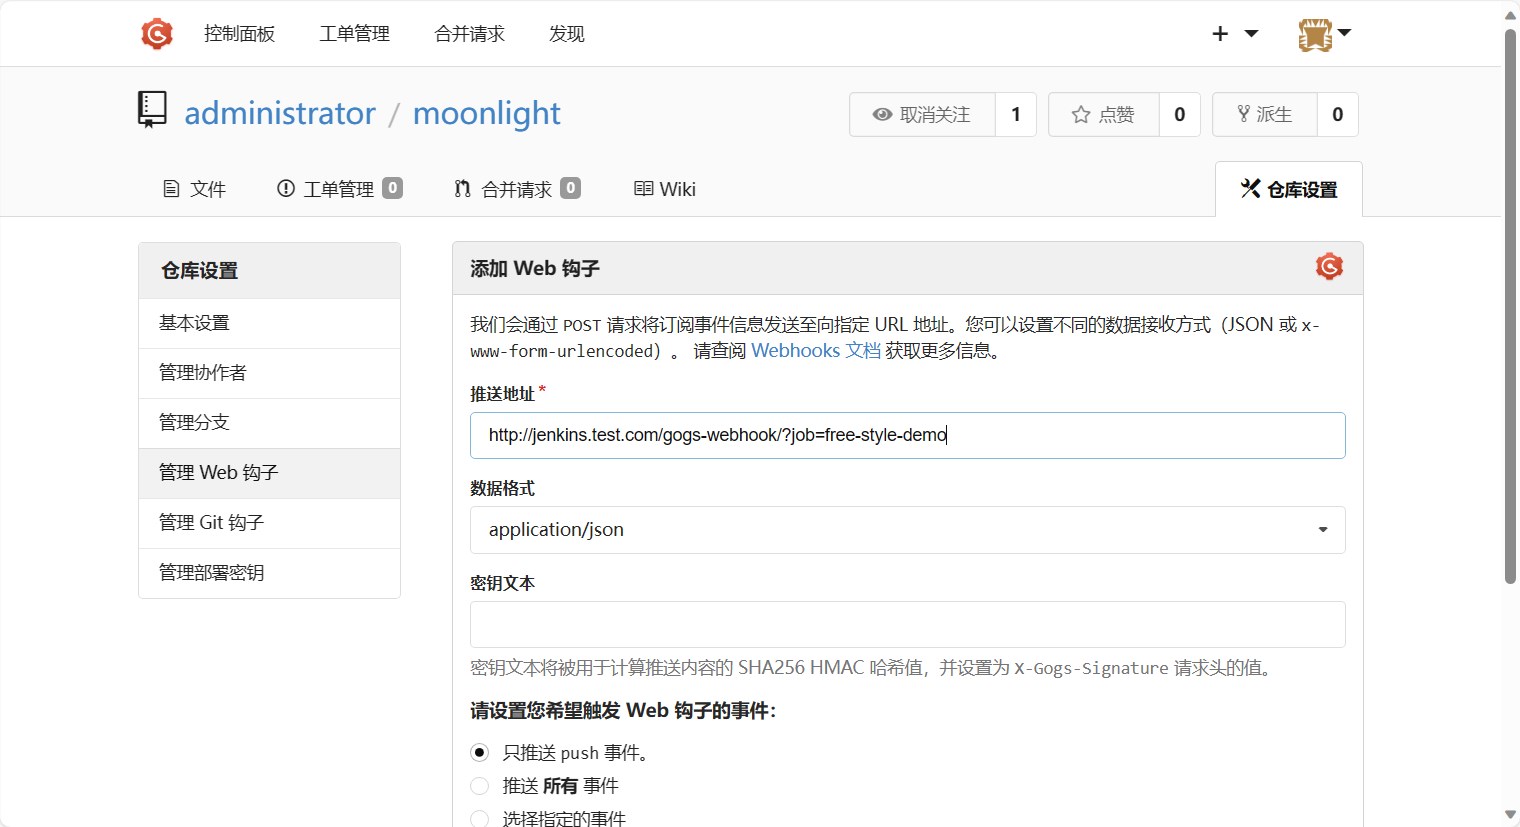 控制面板 工单管理 合并请求 发现
administrator / moonlight 取消关注 1 点赞 0 派生 0
文件 工单管理 0 合并请求 0 Wiki 仓库设置
仓库设置
基本设置
管理协作者
管理分支
管理 Web 钩子
管理 Git 钩子
管理部署密钥
添加 Web 钩子
我们会通过 POST 请求将订阅事件信息发送至向指定 URL 地址。您可以设置不同的数据接收方式（JSON 或 x-
www-form-urlencoded）。 请查阅 Webhooks 文档 获取更多信息。
推送地址 *
http://jenkins.test.com/gogs-webhook/?job=free-style-demo
数据格式
application/json
密钥文本
密钥文本将被用于计算推送内容的 SHA256 HMAC 哈希值，并设置为 X-Gogs-Signature 请求头的值。
请设置您希望触发 Web 钩子的事件：
只推送 push 事件。
推送 所有 事件
选择指定的事件